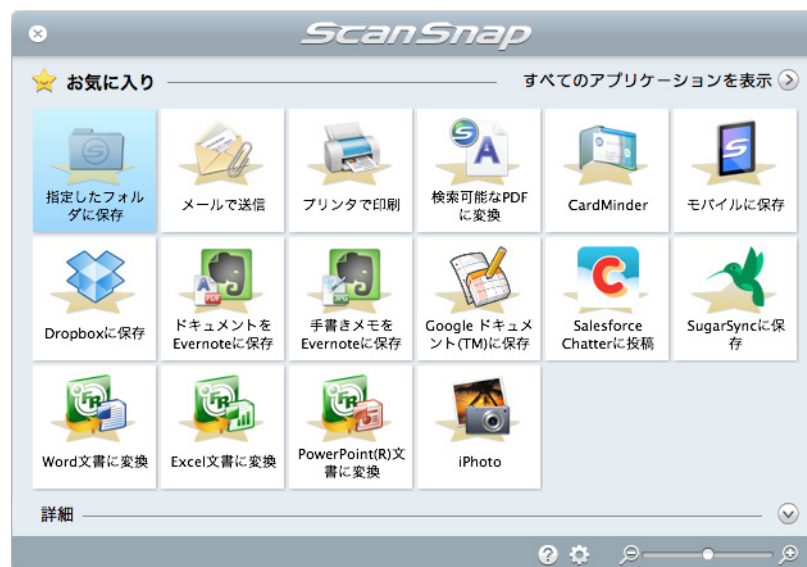 ScanSnap
お気に入り
すべてのアプリケーションを表示
指定したフォル
ダに保存
メールで送信
プリンタで印刷
検索可能なPDF
に変換
CardMinder
モバイルに保存
Dropboxに保存
ドキュメントを
Evernoteに保存
手書きメモを
Evernoteに保存
Google ドキュメ
ント(TM)に保存
Salesforce
Chatterに投稿
SugarSyncに保
存
Word文書に変換
Excel文書に変換
PowerPoint(R)文
書に変換
iPhoto
詳細